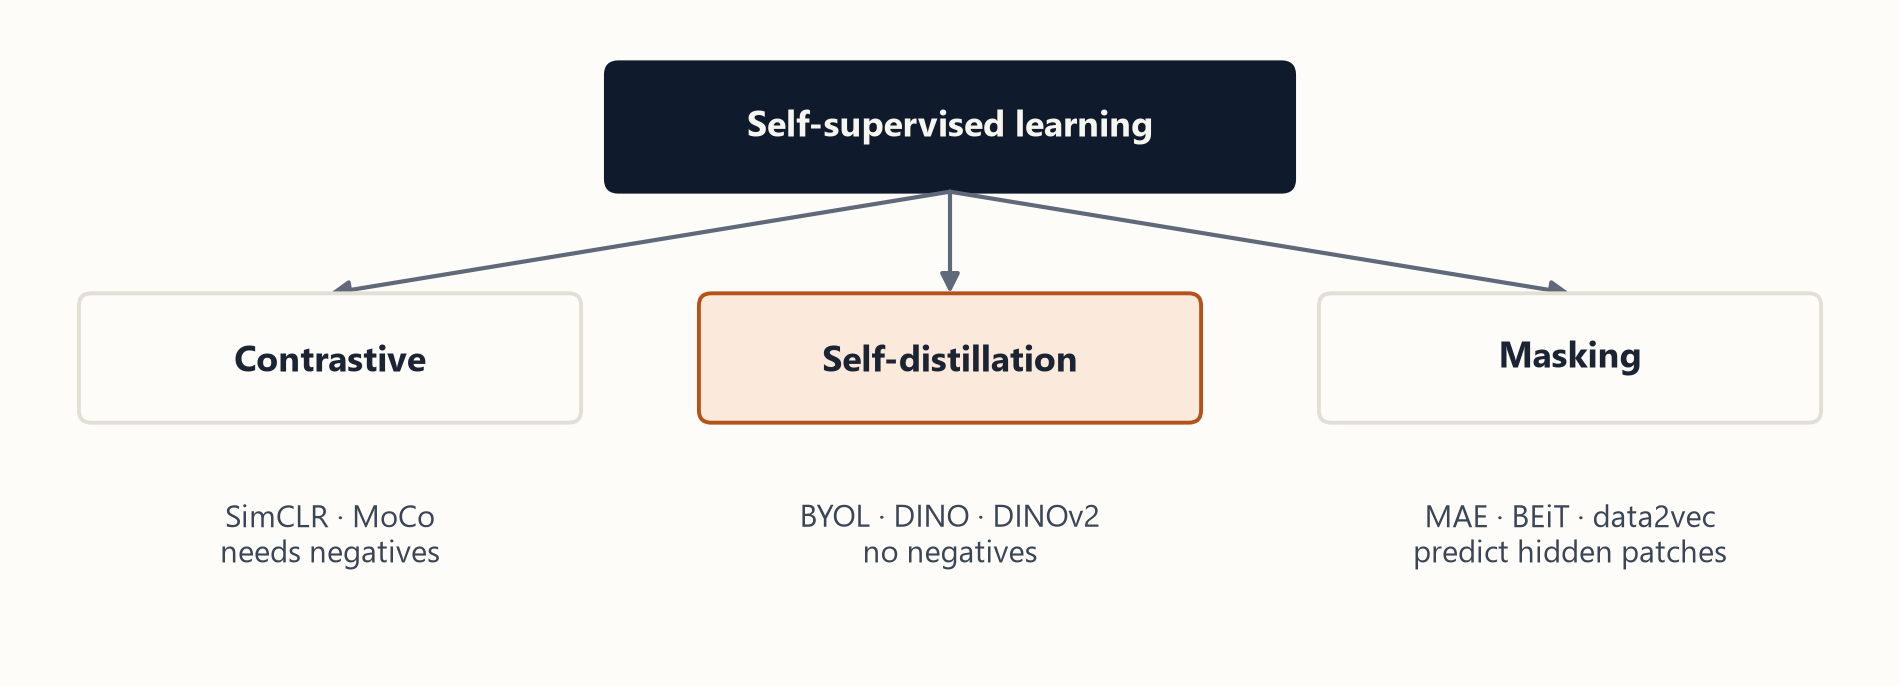 Self-supervised learning
Contrastive
Self-distillation
Masking
SimCLR · MoCo
needs negatives
BYOL · DINO · DINOv2
no negatives
MAE · BEiT · data2vec
predict hidden patches